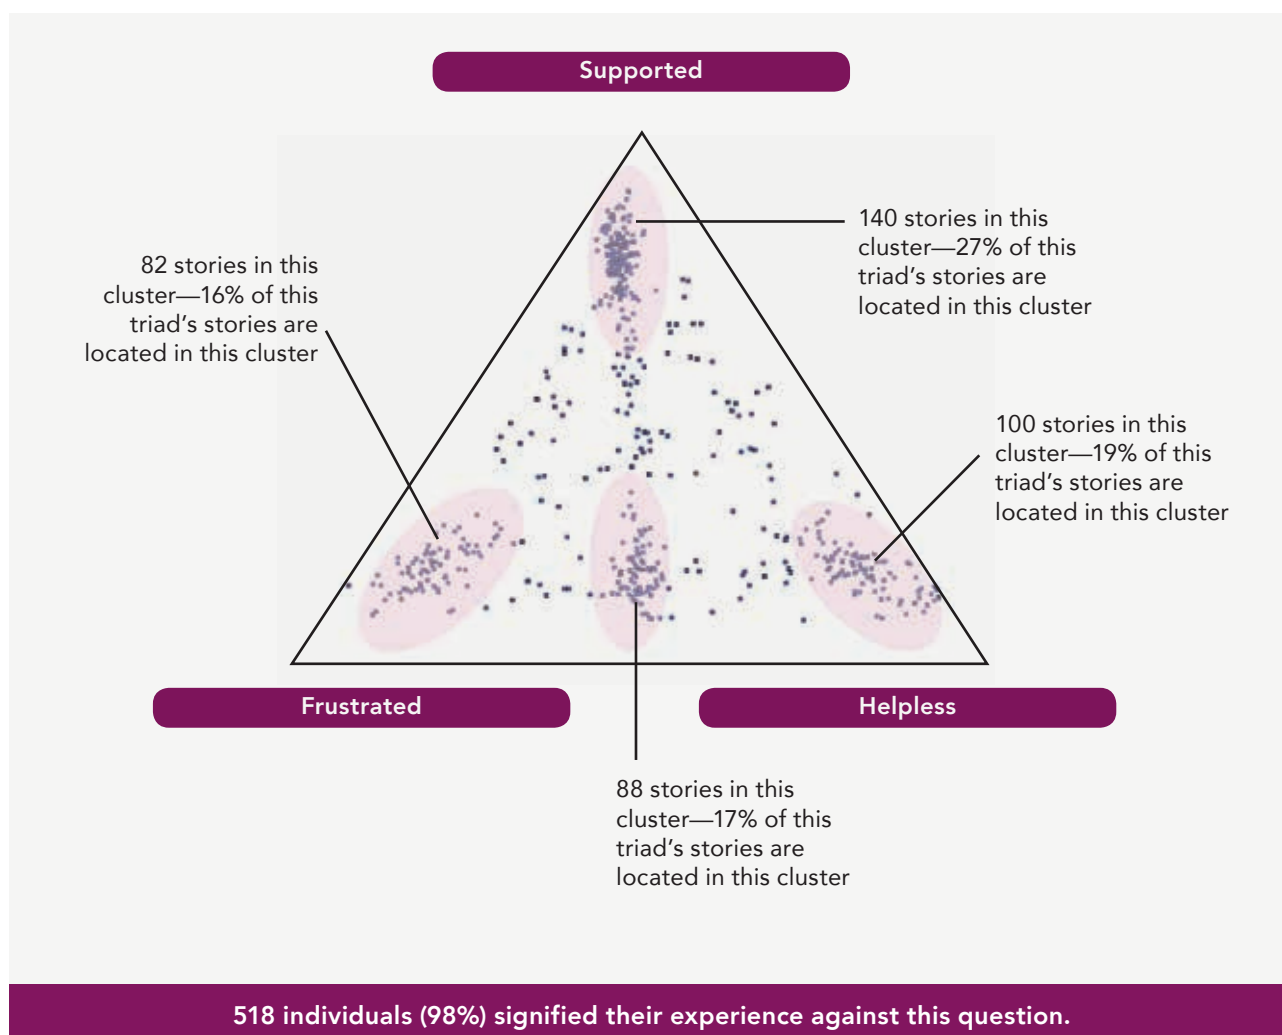 Supported
140 stories in this
cluster—27% of this
triad's stories are
located in this cluster
82 stories in this
cluster—16% of this
triad's stories are
located in this cluster
100 stories in this
cluster—19% of this
triad's stories are
located in this cluster
Frustrated
Helpless
88 stories in this
cluster—17% of this
triad's stories are
located in this cluster
518 individuals (98%) signified their experience against this question.